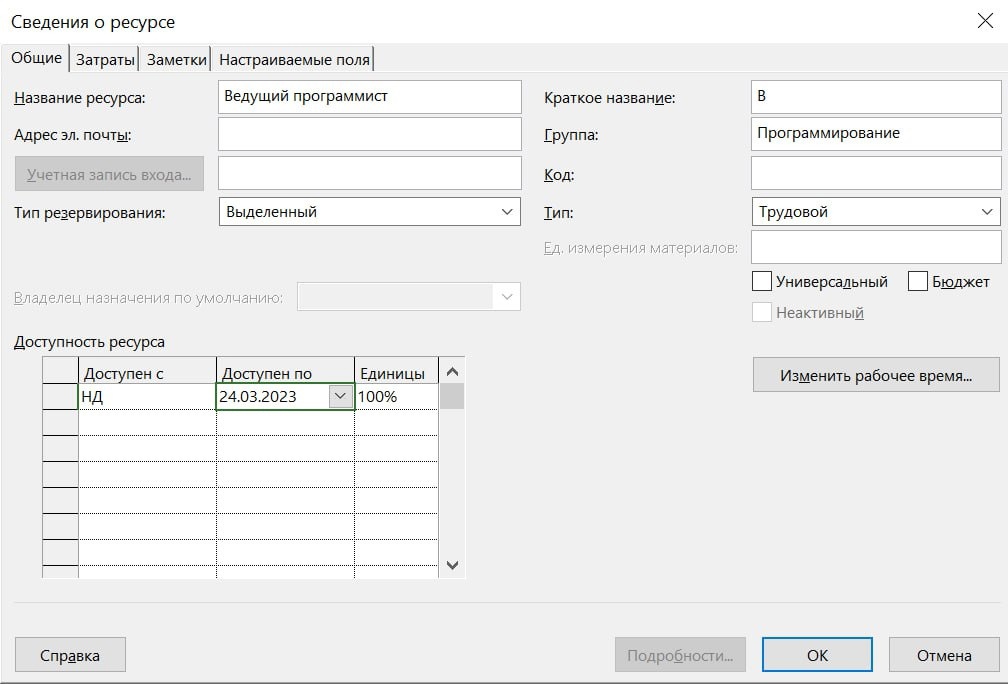 Сведения о ресурсе
Общие Затраты Заметки Настраиваемые поля
Название ресурса: Ведущий программист Краткое название: В
Адрес эл. почты: Группа: Программирование
Учетная запись входа... Код:
Тип резервирования: Выделенный Тип: Трудовой
Ед. измерения материалов:
Универсальный Бюджет
Владелец назначения по умолчанию: Неактивный
Доступность ресурса
Доступен с Доступен по Единицы Изменить рабочее время...
НД 24.03.2023 100%
Справка Подробности... ОК Отмена